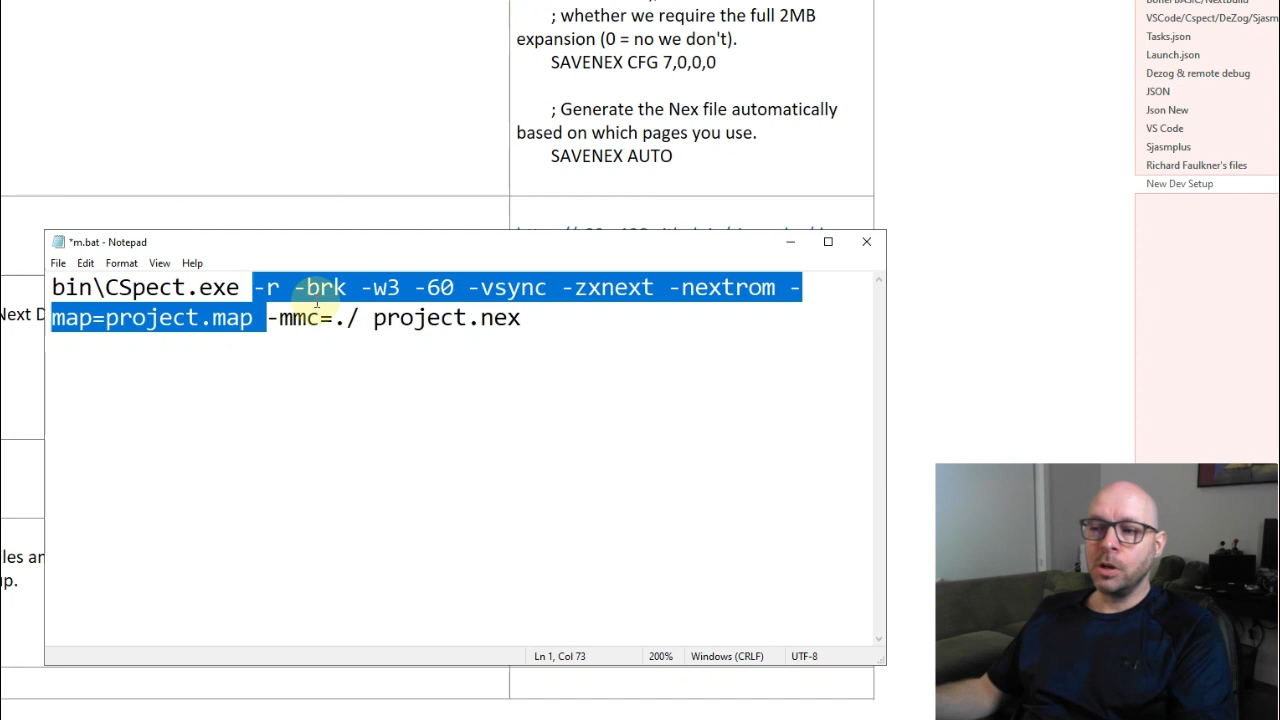 ; whether we require the full 2MB
expansion (0 = no we don't).
SAVENEX CFG 7,0,0,0
; Generate the Nex file automatically
based on which pages you use.
SAVENEX AUTO
VSCode/Cspect/DeZog/Sjasm
Tasks.json
Launch.json
Dezog & remote debug
JSON
Json New
VS Code
Sjasmplus
Richard Faulkner's files
New Dev Setup
*m.bat - Notepad
File Edit Format View Help
bin\CSpect.exe -r -brk -w3 -60 -vsync -zxnext -nextrom -
map=project.map -mmc=./ project.nex
Next D
les an
up.
Ln 1, Col 73 200% Windows (CRLF) UTF-8